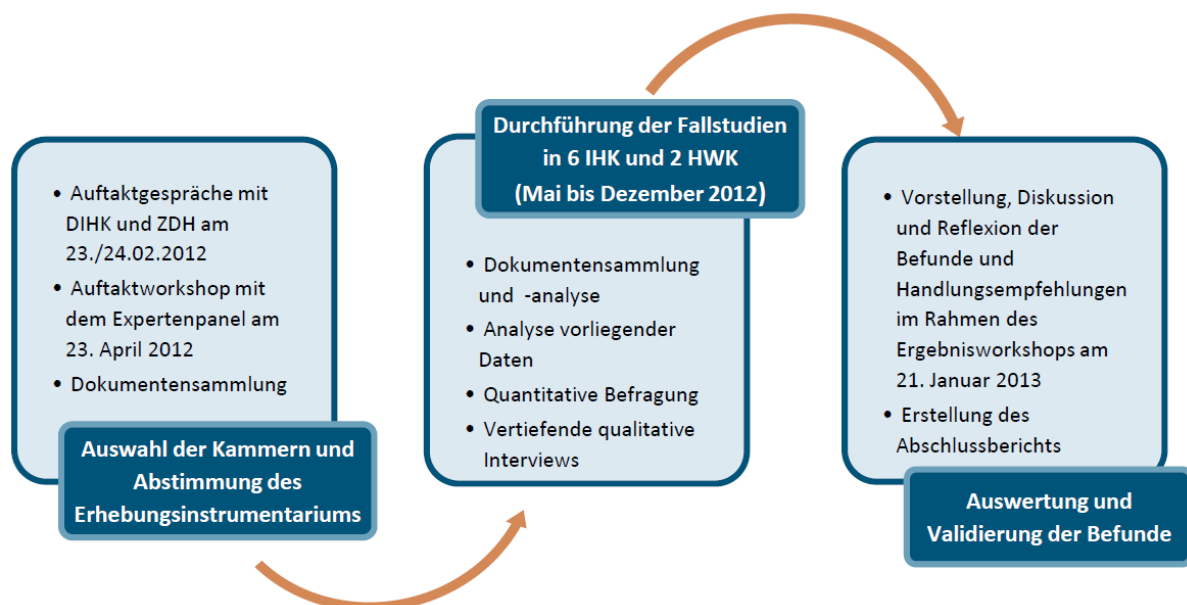 • Auftaktgespräche mit
DIHK und ZDH am
23./24.02.2012
• Auftaktworkshop mit
dem Expertenpanel am
23. April 2012
• Dokumentensammlung
Auswahl der Kammern und
Abstimmung des
Erhebungsinstrumentariums
Durchführung der Fallstudien
in 6 IHK und 2 HWK
(Mai bis Dezember 2012)
• Dokumentensammlung
und -analyse
• Analyse vorliegender
Daten
• Quantitative Befragung
• Vertiefende qualitative
Interviews
• Vorstellung, Diskussion
und Reflexion der
Befunde und
Handlungsempfehlungen
im Rahmen des
Ergebnisworkshops am
21. Januar 2013
• Erstellung des
Abschlussberichts
Auswertung und
Validierung der Befunde